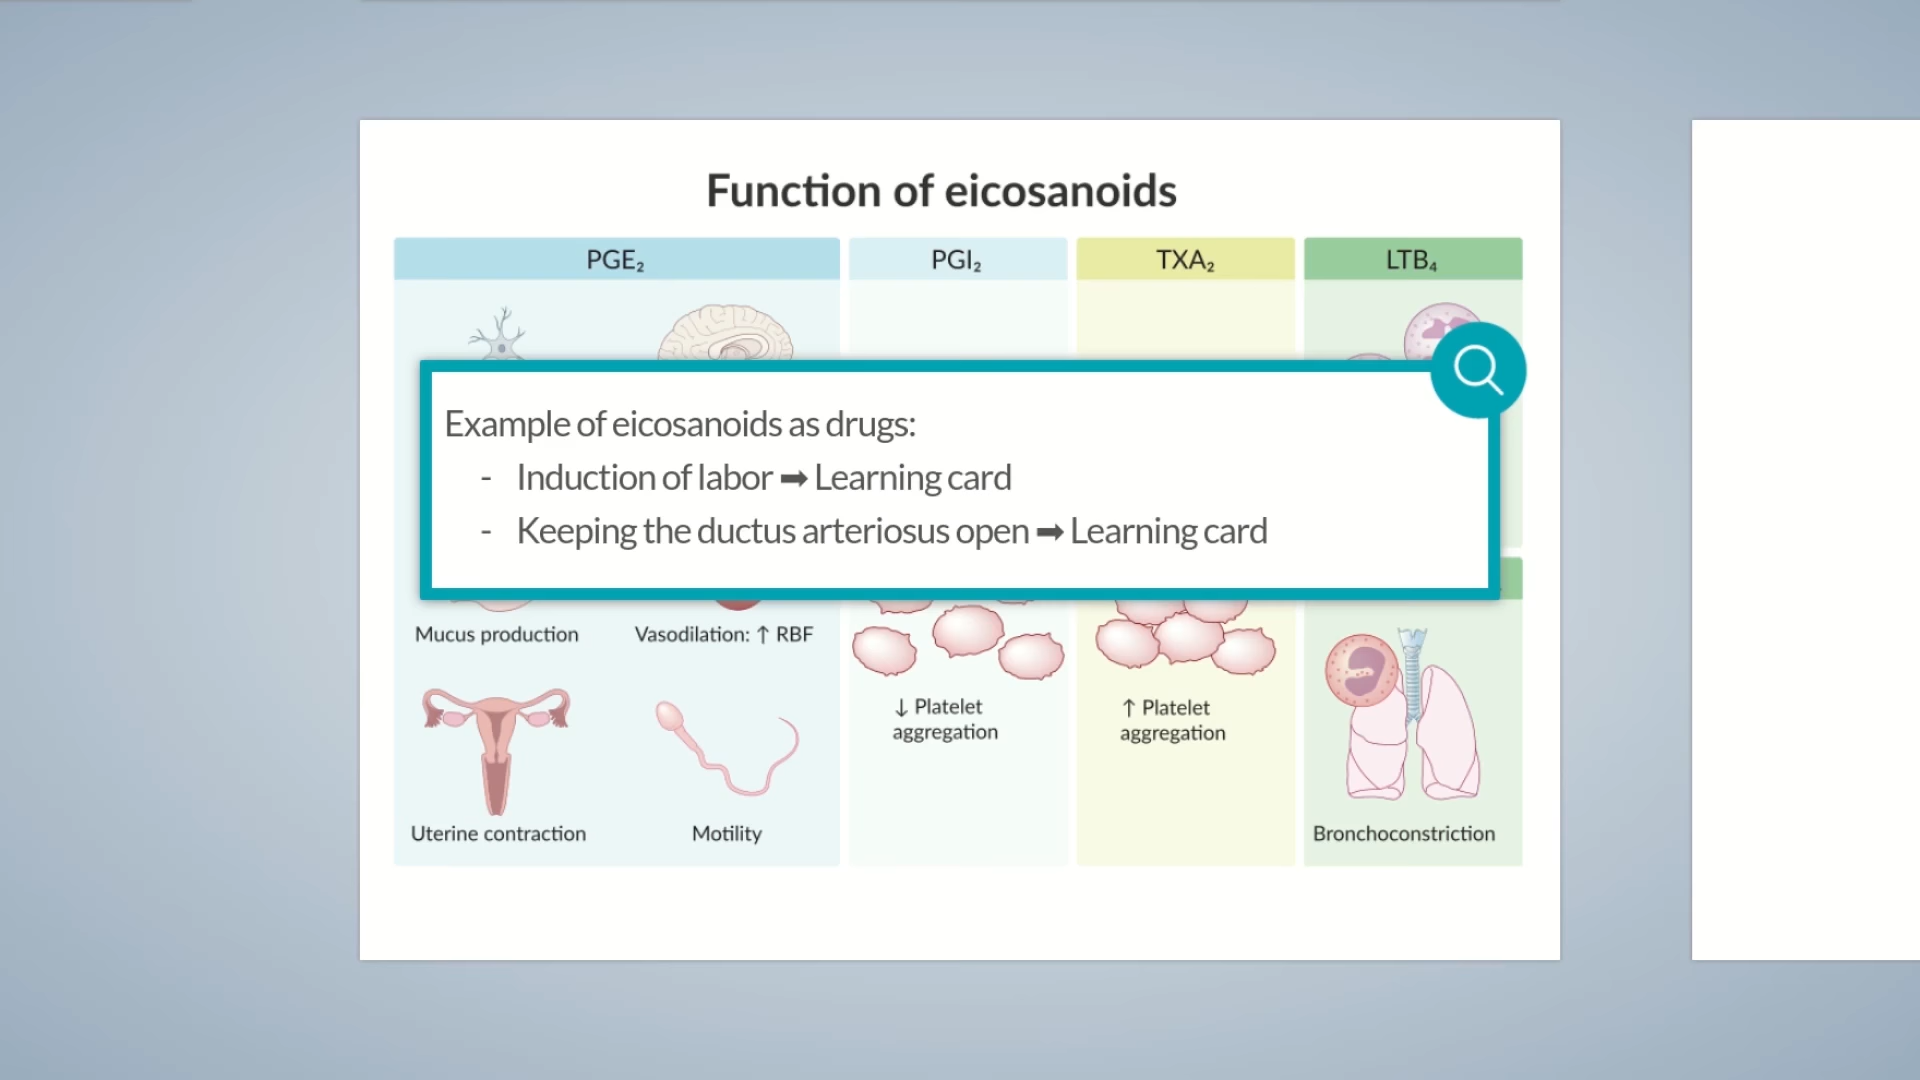 Function of eicosanoids
PGE₂
PGI₂
TXA₂
LTB₄
Example of eicosanoids as drugs:
- Induction of labor ➡ Learning card
- Keeping the ductus arteriosus open ➡ Learning card
Mucus production
Vasodilation: ↑ RBF
↓ Platelet
aggregation
↑ Platelet
aggregation
Uterine contraction
Motility
Bronchoconstriction